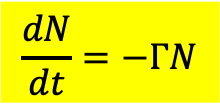 dN/dt = −ΓN